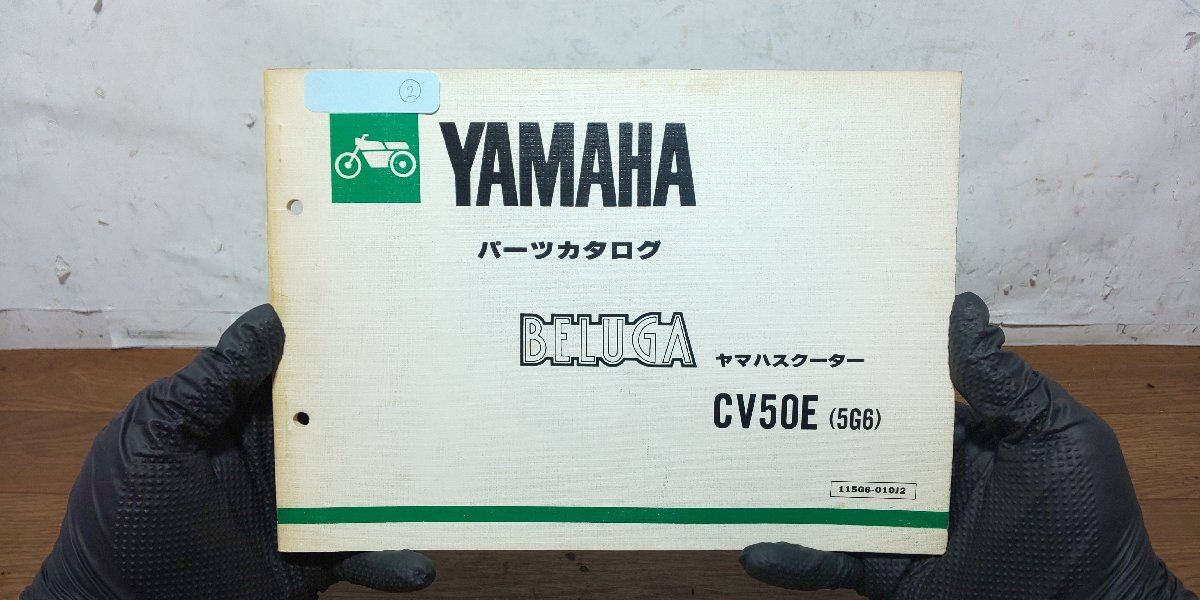 ②
YAMAHA
パーツカタログ
BELUGA
ヤマハスクーター
CV50E (5G6)
115G6-010J2